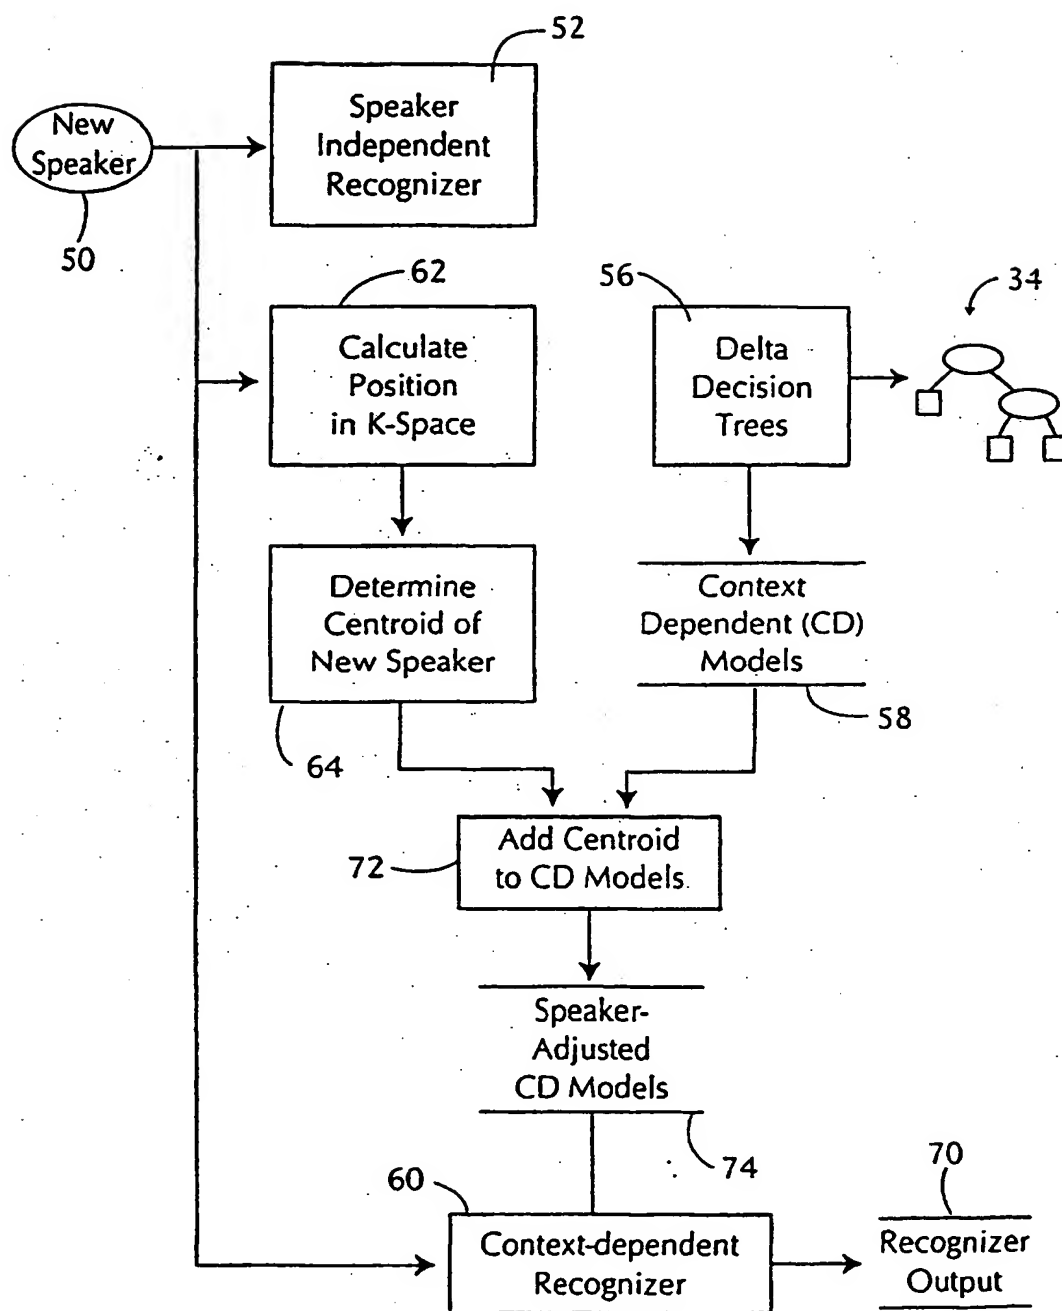 52
New
Speaker
50
Speaker
Independent
Recognizer
62
Calculate
Position
in K-Space
56
Delta
Decision
Trees
34
Determine
Centroid of
New Speaker
64
Context
Dependent (CD)
Models
58
72
Add Centroid
to CD Models
Speaker-
Adjusted
CD Models
74
60
Context-dependent
Recognizer
70
Recognizer
Output